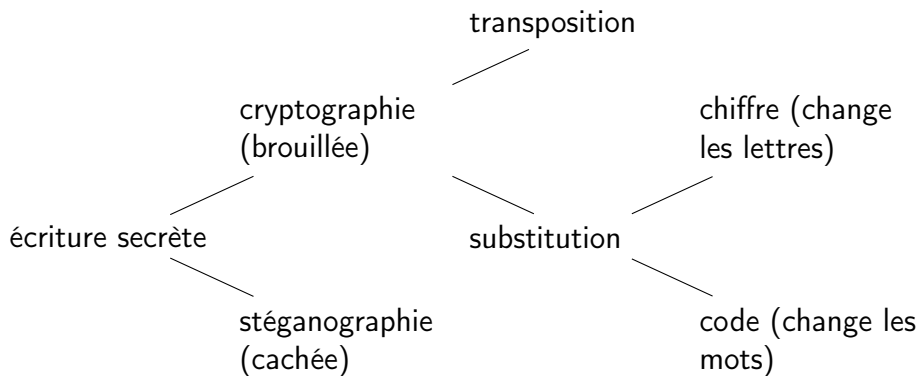 transposition
cryptographie
(brouillée)
chiffre (change
les lettres)
écriture secrète
substitution
stéganographie
(cachée)
code (change les
mots)